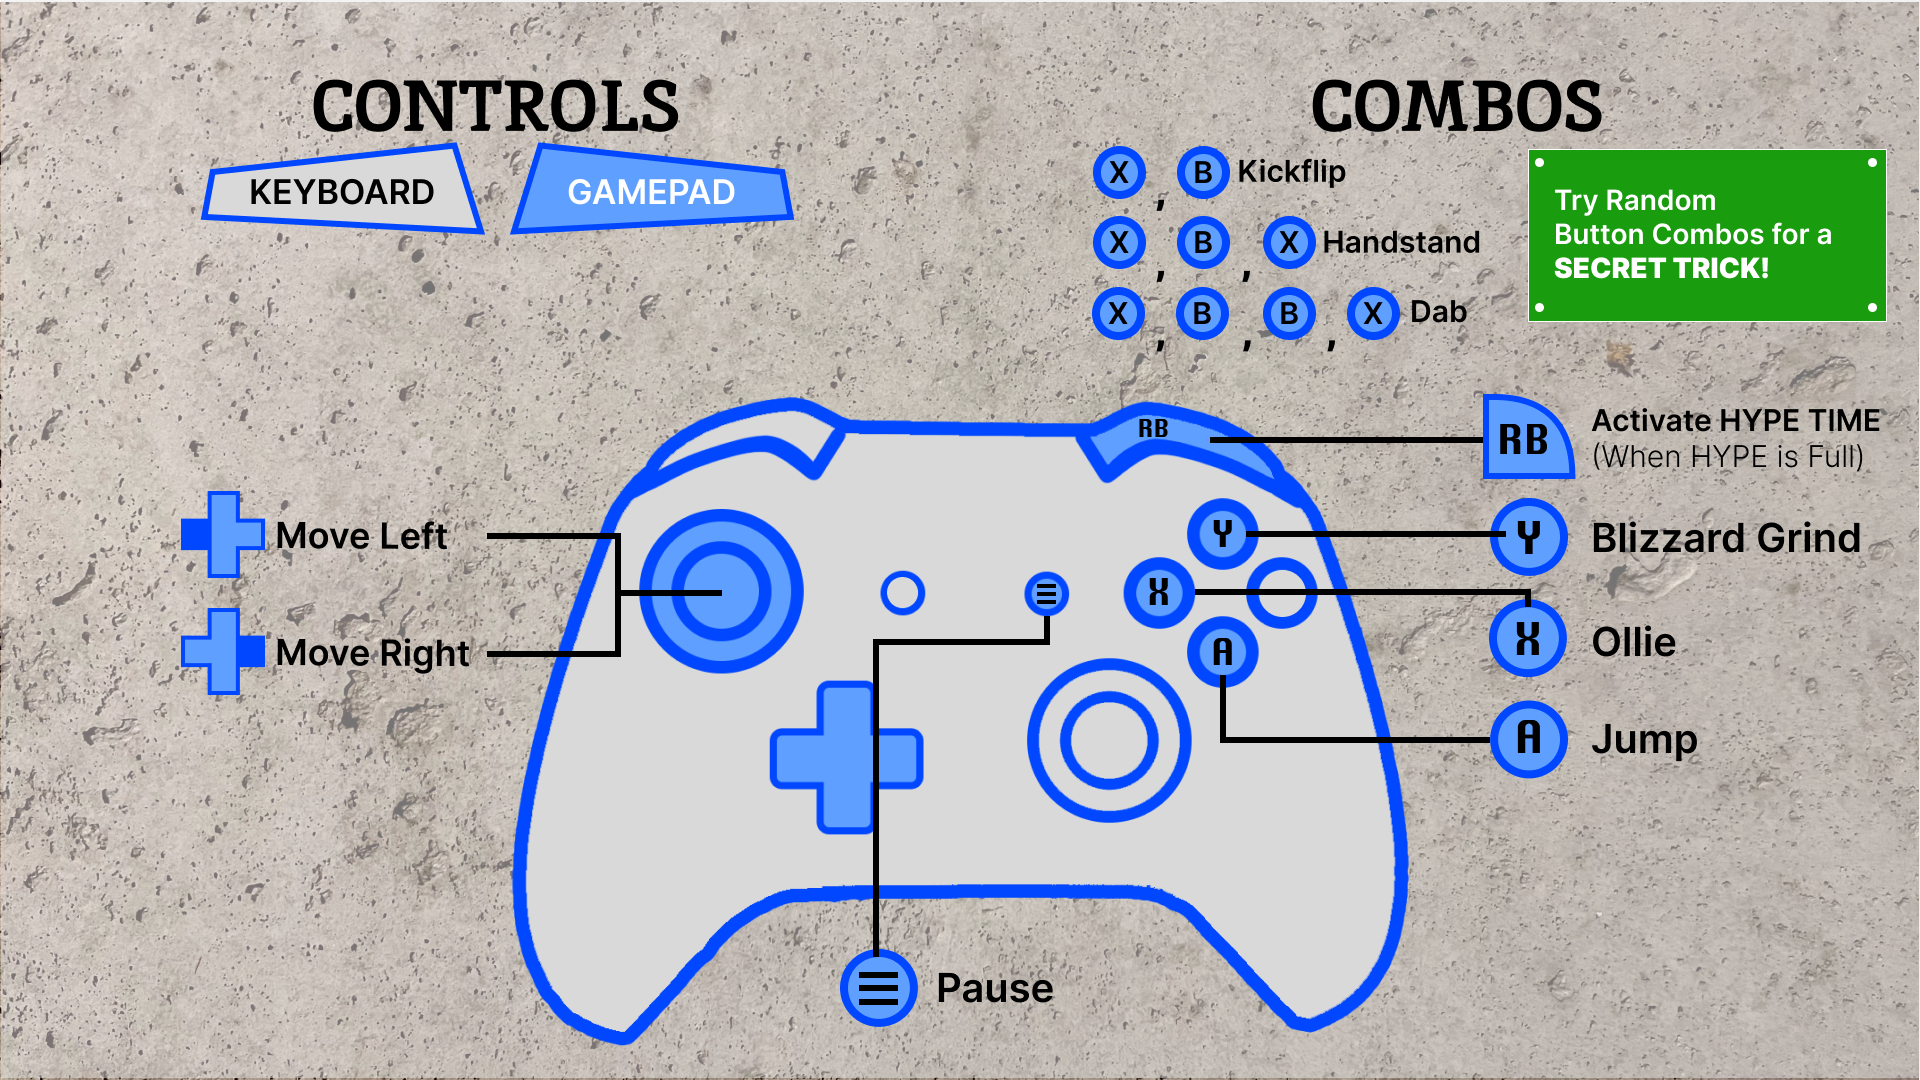 CONTROLS
KEYBOARD
GAMEPAD
COMBOS
X , B Kickflip
X , B , X Handstand
X , B , B , X Dab
Try Random
Button Combos for a
SECRET TRICK!
RB
RB
Activate HYPE TIME
(When HYPE is Full)
Move Left
Move Right
Y
Y Blizzard Grind
X
X Ollie
A
A Jump
Pause